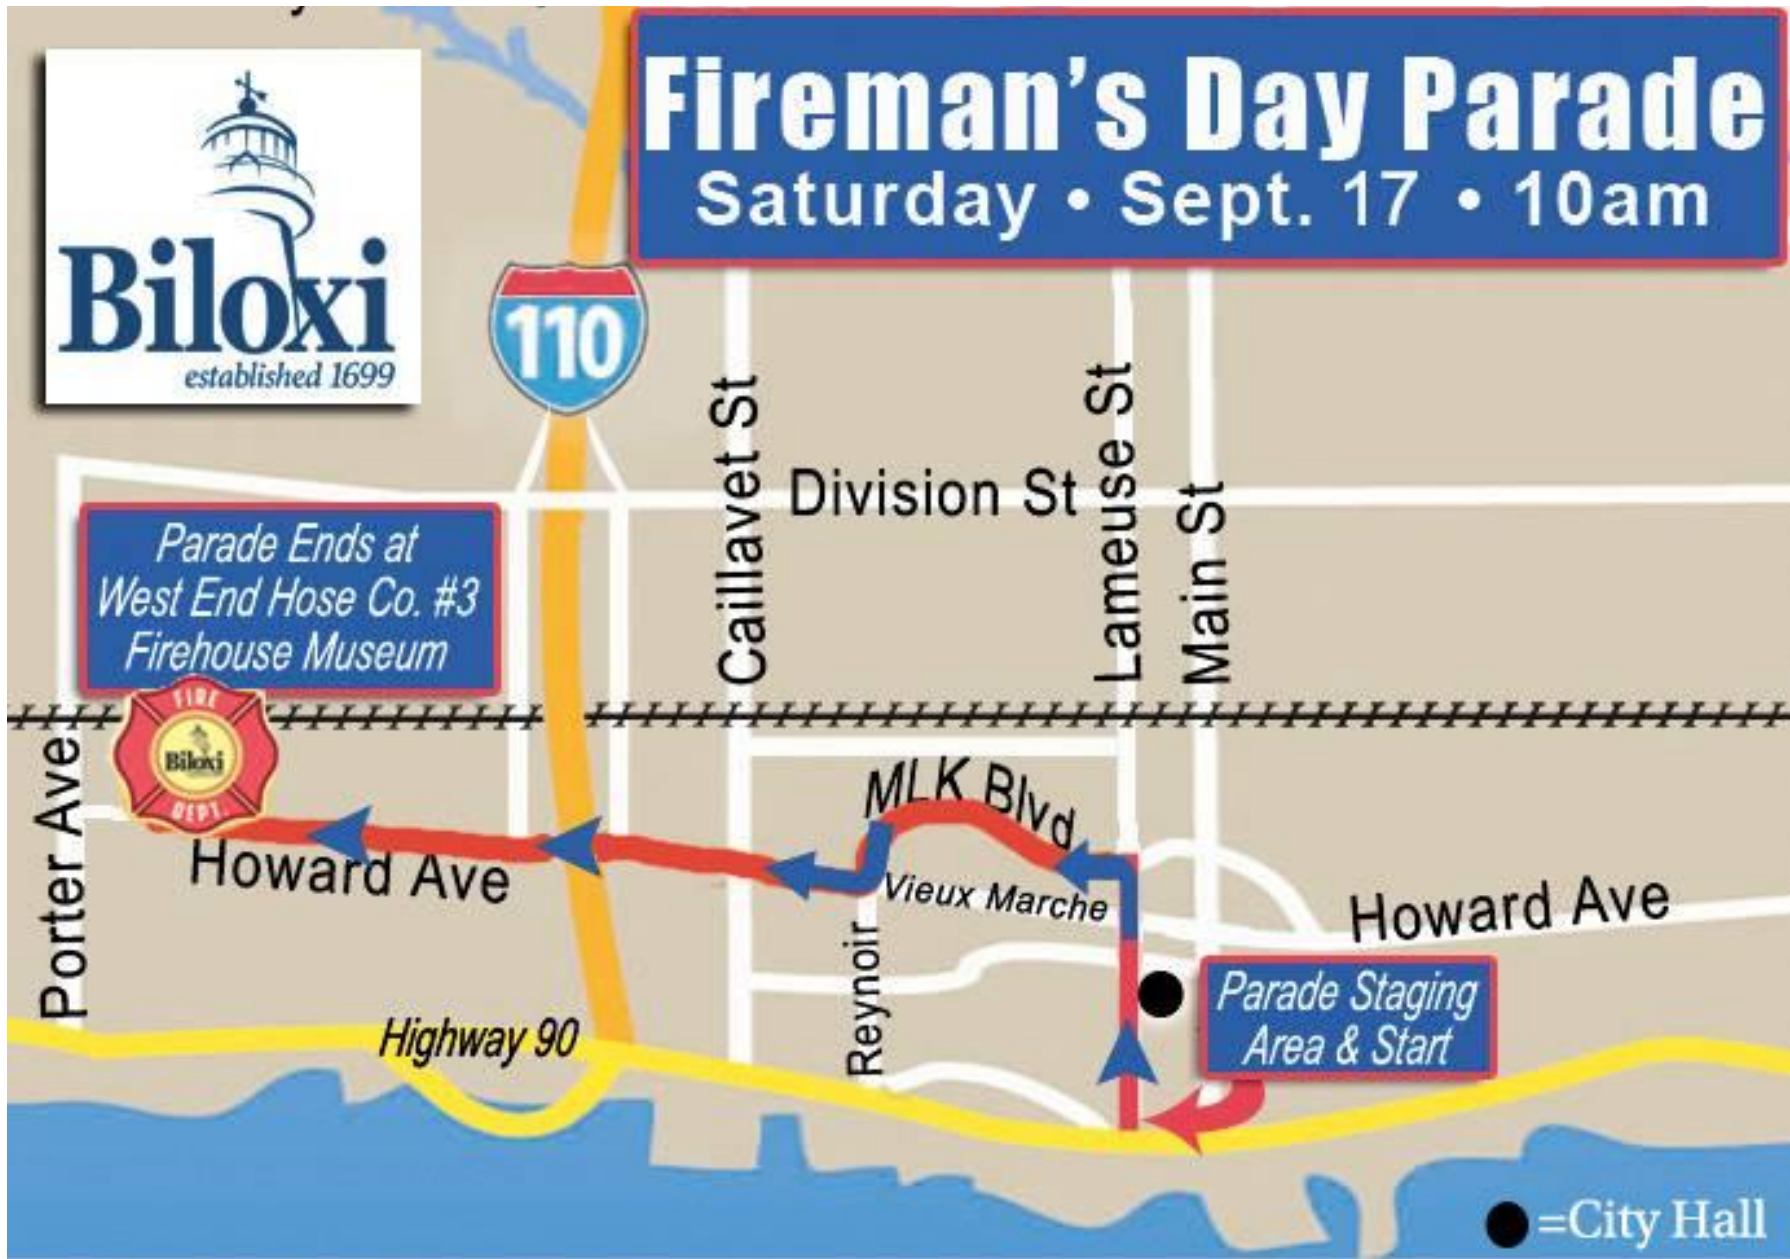 Fireman's Day Parade
Saturday • Sept. 17 • 10am
Biloxi
established 1699
110
Caillavet St
Lameuse St
Main St
Division St
Parade Ends at
West End Hose Co. #3
Firehouse Museum
FIRE
Biloxi
DEPT.
Porter Ave
MLK Blvd
Howard Ave
Vieux Marche
Howard Ave
Reynoir
Parade Staging
Area & Start
Highway 90
=City Hall